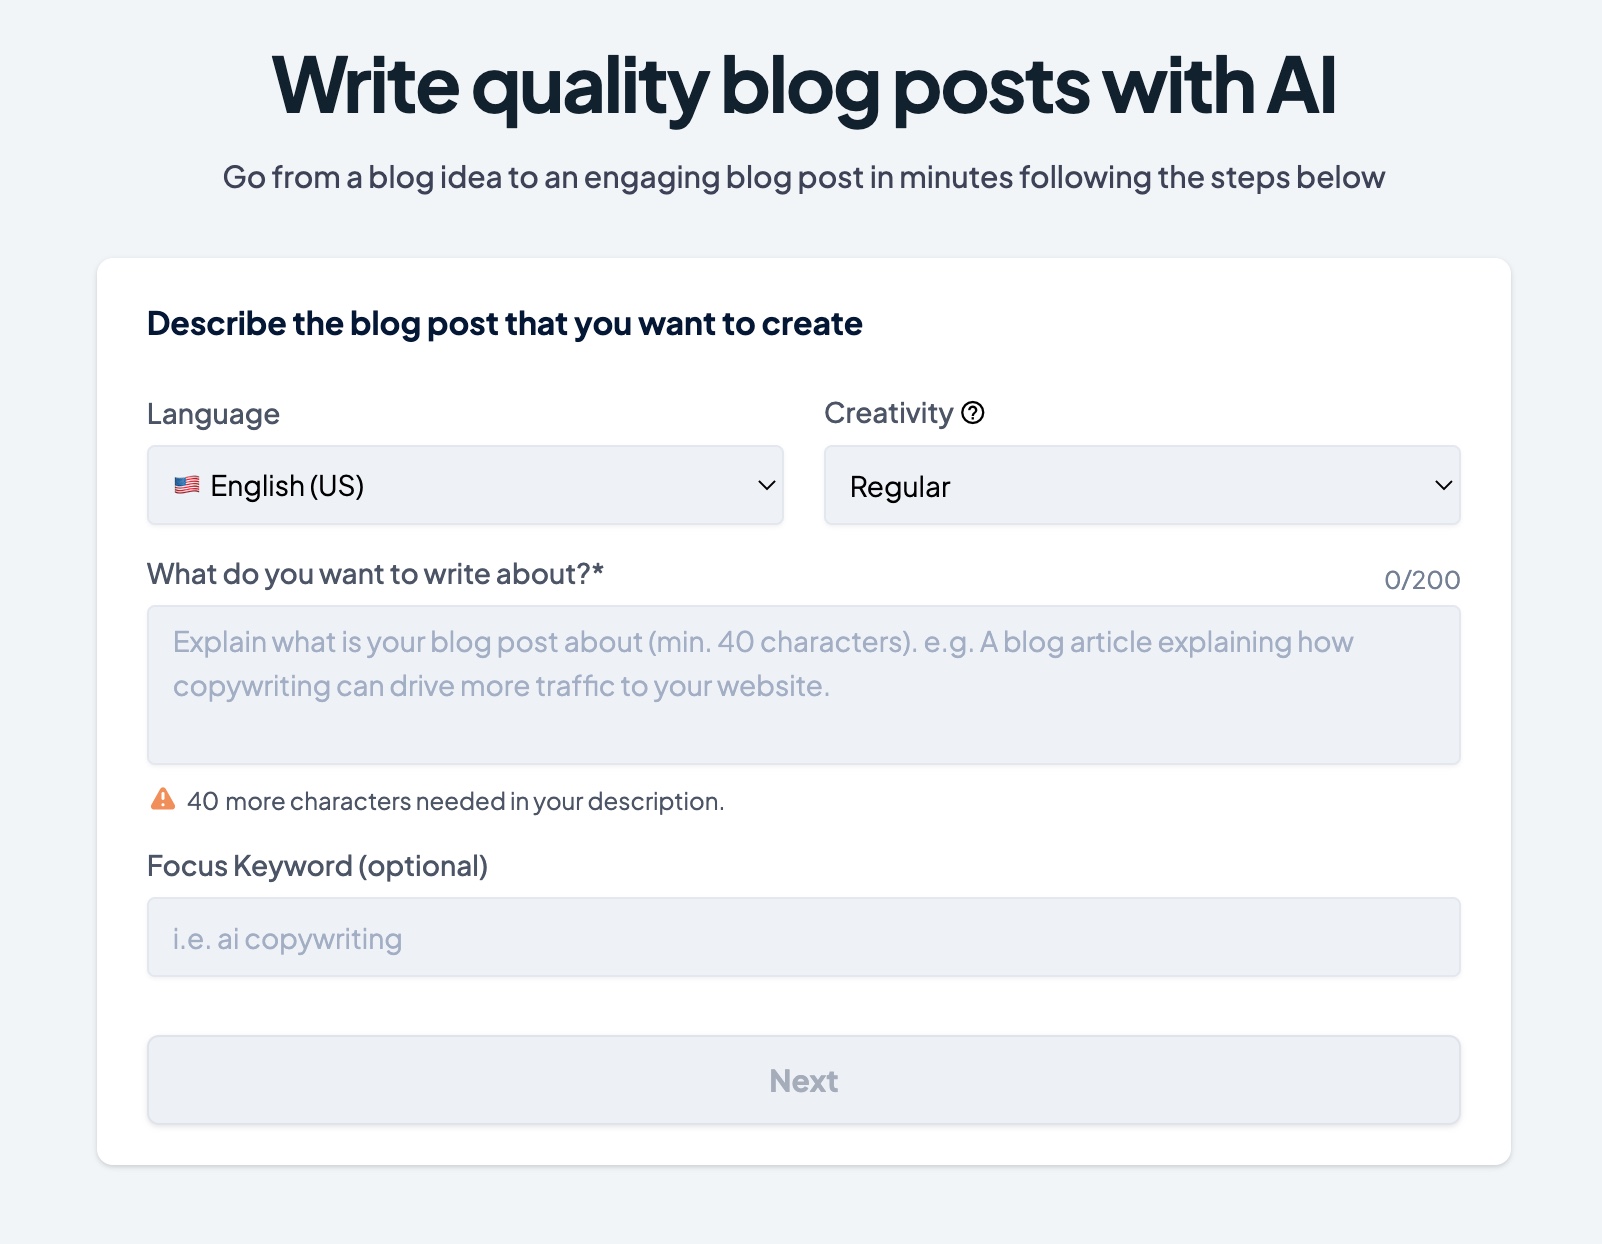 Write quality blog posts with AI
Go from a blog idea to an engaging blog post in minutes following the steps below
Describe the blog post that you want to create
Language
Creativity
English (US)
Regular
What do you want to write about?*
0/200
Explain what is your blog post about (min. 40 characters). e.g. A blog article explaining how
copywriting can drive more traffic to your website.
40 more characters needed in your description.
Focus Keyword (optional)
i.e. ai copywriting
Next